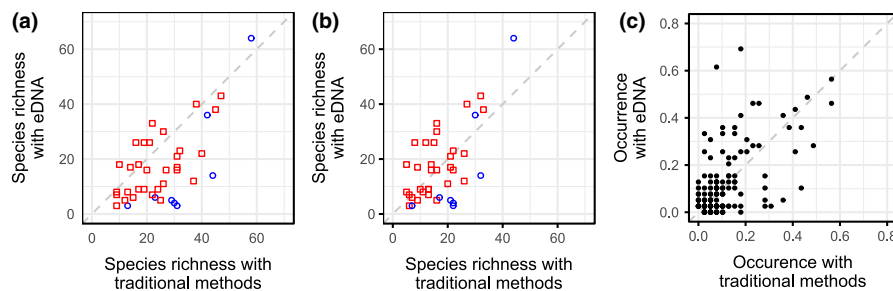 (a)
Species richness
with eDNA
60
40
20
0
0 20 40 60
Species richness with
traditional methods
(b)
Species richness
with eDNA
60
40
20
0
0 20 40 60
Species richness with
traditional methods
(c)
Occurrence
with eDNA
0.8
0.6
0.4
0.2
0.0
0.0 0.2 0.4 0.6 0.8
Occurence with
traditional methods